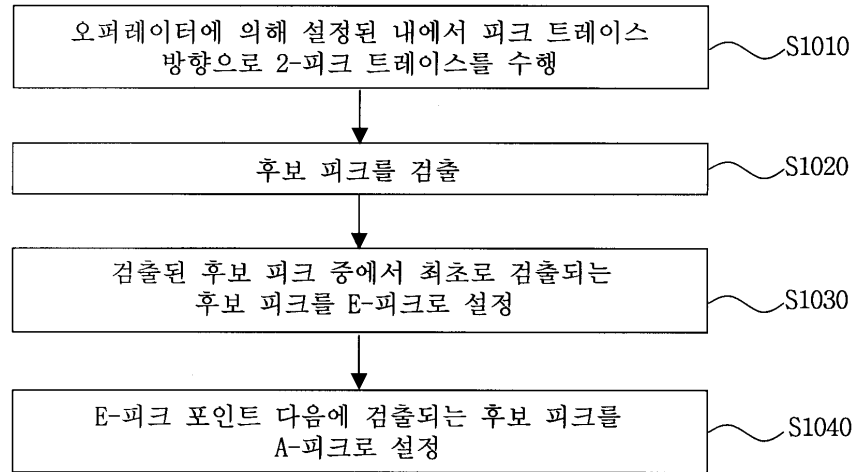 오퍼레이터에 의해 설정된 내에서 피크 트레이스
방향으로 2-피크 트레이스를 수행
S1010
후보 피크를 검출
S1020
검출된 후보 피크 중에서 최초로 검출되는
후보 피크를 E-피크로 설정
S1030
E-피크 포인트 다음에 검출되는 후보 피크를
A-피크로 설정
S1040